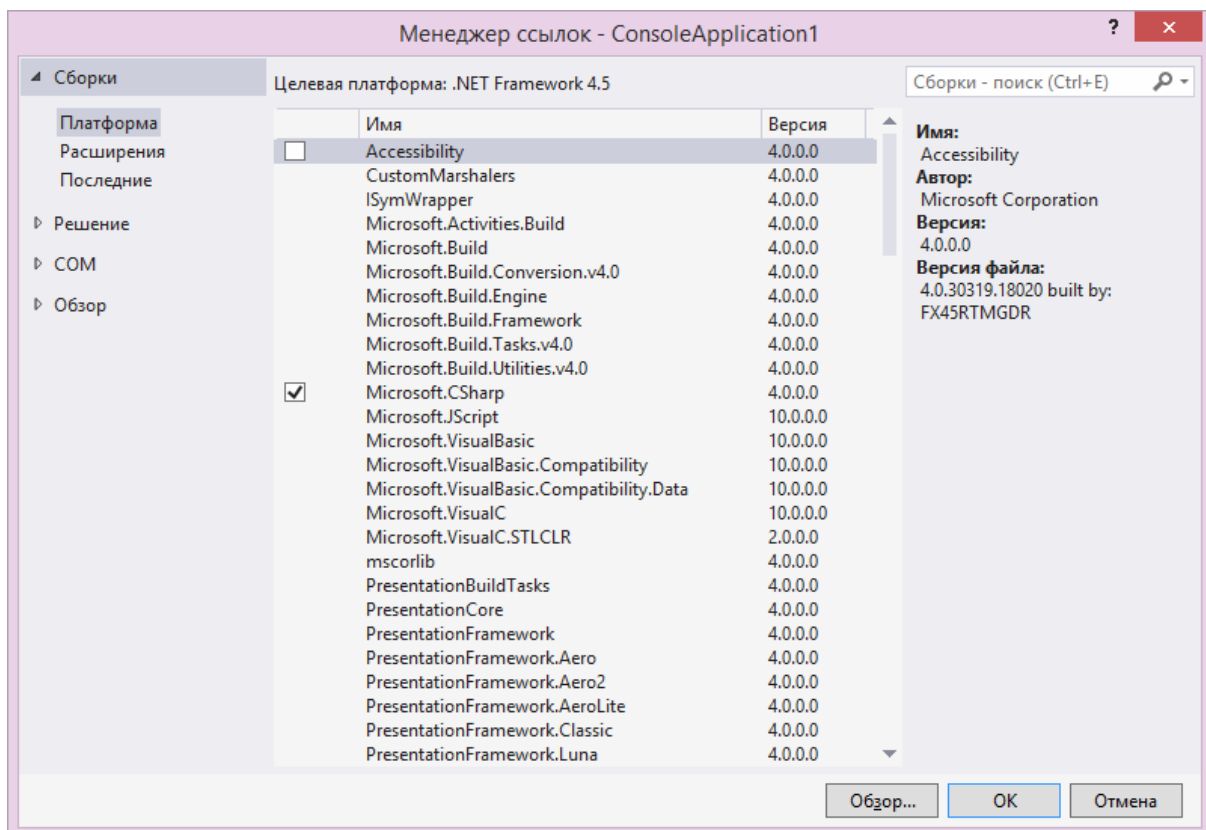 Менеджер ссылок - ConsoleApplication1
?
Сборки
Платформа
Расширения
Последние
Решение
COM
Обзор
Целевая платформа: .NET Framework 4.5
Имя Версия
Accessibility 4.0.0.0
CustomMarshalers 4.0.0.0
ISymWrapper 4.0.0.0
Microsoft.Activities.Build 4.0.0.0
Microsoft.Build 4.0.0.0
Microsoft.Build.Conversion.v4.0 4.0.0.0
Microsoft.Build.Engine 4.0.0.0
Microsoft.Build.Framework 4.0.0.0
Microsoft.Build.Tasks.v4.0 4.0.0.0
Microsoft.Build.Utilities.v4.0 4.0.0.0
Microsoft.CSharp 4.0.0.0
Microsoft.JScript 10.0.0.0
Microsoft.VisualBasic 10.0.0.0
Microsoft.VisualBasic.Compatibility 10.0.0.0
Microsoft.VisualBasic.Compatibility.Data 10.0.0.0
Microsoft.VisualC 10.0.0.0
Microsoft.VisualC.STLCLR 2.0.0.0
mscorlib 4.0.0.0
PresentationBuildTasks 4.0.0.0
PresentationCore 4.0.0.0
PresentationFramework 4.0.0.0
PresentationFramework.Aero 4.0.0.0
PresentationFramework.Aero2 4.0.0.0
PresentationFramework.AeroLite 4.0.0.0
PresentationFramework.Classic 4.0.0.0
PresentationFramework.Luna 4.0.0.0
Сборки - поиск (Ctrl+E)
Имя:
Accessibility
Автор:
Microsoft Corporation
Версия:
4.0.0.0
Версия файла:
4.0.30319.18020 built by:
FX45RTMGDR
Обзор...
ОК
Отмена